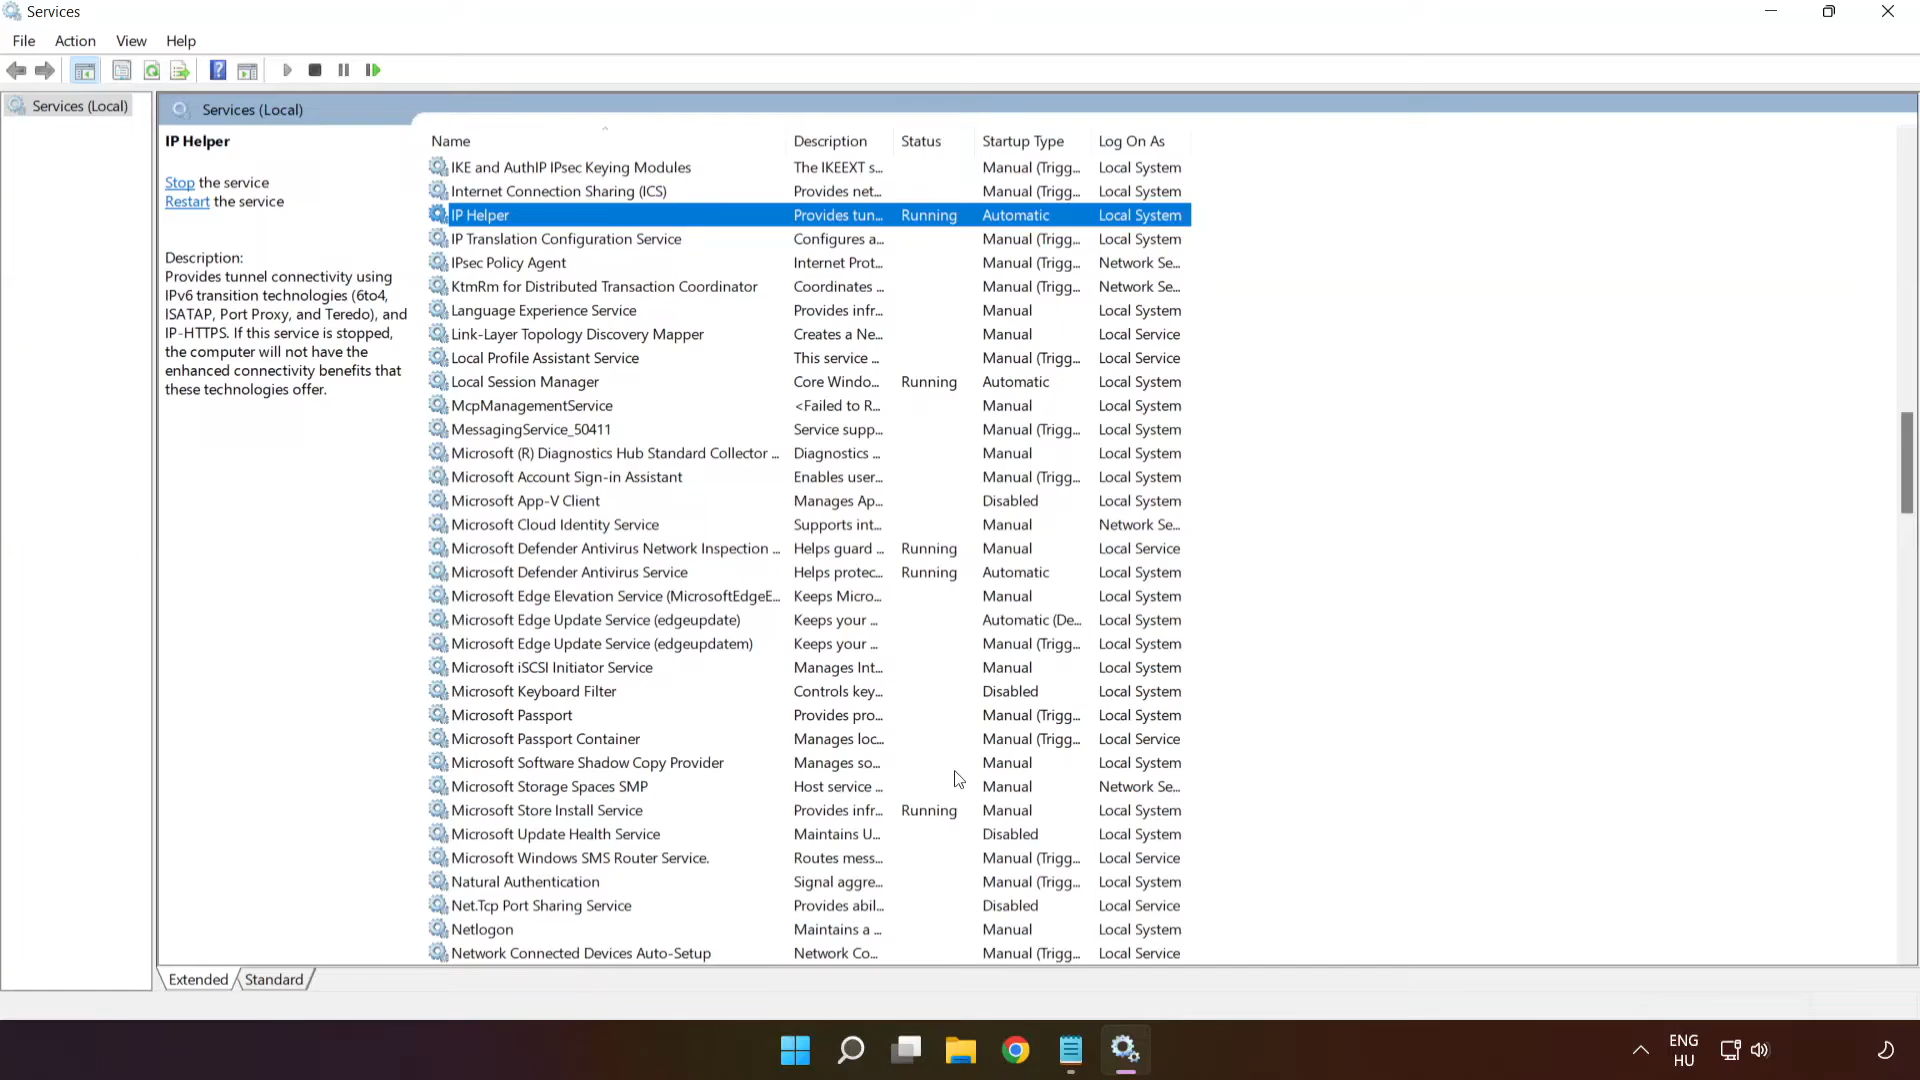 Services
File Action View Help
Services (Local)
Services (Local)
IP Helper
Stop the service
Restart the service
Description:
Provides tunnel connectivity using
IPv6 transition technologies (6to4,
ISATAP, Port Proxy, and Teredo), and
IP-HTTPS. If this service is stopped,
the computer will not have the
enhanced connectivity benefits that
these technologies offer.
Name Description Status Startup Type Log On As
IKE and AuthIP IPsec Keying Modules The IKEEXT s... Manual (Trigg... Local System
Internet Connection Sharing (ICS) Provides net... Manual (Trigg... Local System
IP Helper Provides tun... Running Automatic Local System
IP Translation Configuration Service Configures a... Manual (Trigg... Local System
IPsec Policy Agent Internet Prot... Manual (Trigg... Network Se...
KtmRm for Distributed Transaction Coordinator Coordinates ... Manual (Trigg... Network Se...
Language Experience Service Provides infr... Manual Local System
Link-Layer Topology Discovery Mapper Creates a Ne... Manual Local Service
Local Profile Assistant Service This service ... Manual (Trigg... Local Service
Local Session Manager Core Windo... Running Automatic Local System
McpManagementService <Failed to R... Manual Local System
MessagingService_50411 Service supp... Manual (Trigg... Local System
Microsoft (R) Diagnostics Hub Standard Collector ... Diagnostics ... Manual Local System
Microsoft Account Sign-in Assistant Enables user... Manual (Trigg... Local System
Microsoft App-V Client Manages Ap... Disabled Local System
Microsoft Cloud Identity Service Supports int... Manual Network Se...
Microsoft Defender Antivirus Network Inspection ... Helps guard ... Running Manual Local Service
Microsoft Defender Antivirus Service Helps protec... Running Automatic Local System
Microsoft Edge Elevation Service (MicrosoftEdgeE... Keeps Micro... Manual Local System
Microsoft Edge Update Service (edgeupdate) Keeps your ... Automatic (De... Local System
Microsoft Edge Update Service (edgeupdatem) Keeps your ... Manual (Trigg... Local System
Microsoft iSCSI Initiator Service Manages Int... Manual Local System
Microsoft Keyboard Filter Controls key... Disabled Local System
Microsoft Passport Provides pro... Manual (Trigg... Local System
Microsoft Passport Container Manages loc... Manual (Trigg... Local Service
Microsoft Software Shadow Copy Provider Manages so... Manual Local System
Microsoft Storage Spaces SMP Host service ... Manual Network Se...
Microsoft Store Install Service Provides infr... Running Manual Local System
Microsoft Update Health Service Maintains U... Disabled Local System
Microsoft Windows SMS Router Service. Routes mess... Manual (Trigg... Local Service
Natural Authentication Signal aggre... Manual (Trigg... Local System
Net.Tcp Port Sharing Service Provides abil... Disabled Local Service
Netlogon Maintains a ... Manual Local System
Network Connected Devices Auto-Setup Network Co... Manual (Trigg... Local Service
Extended Standard
ENG
HU